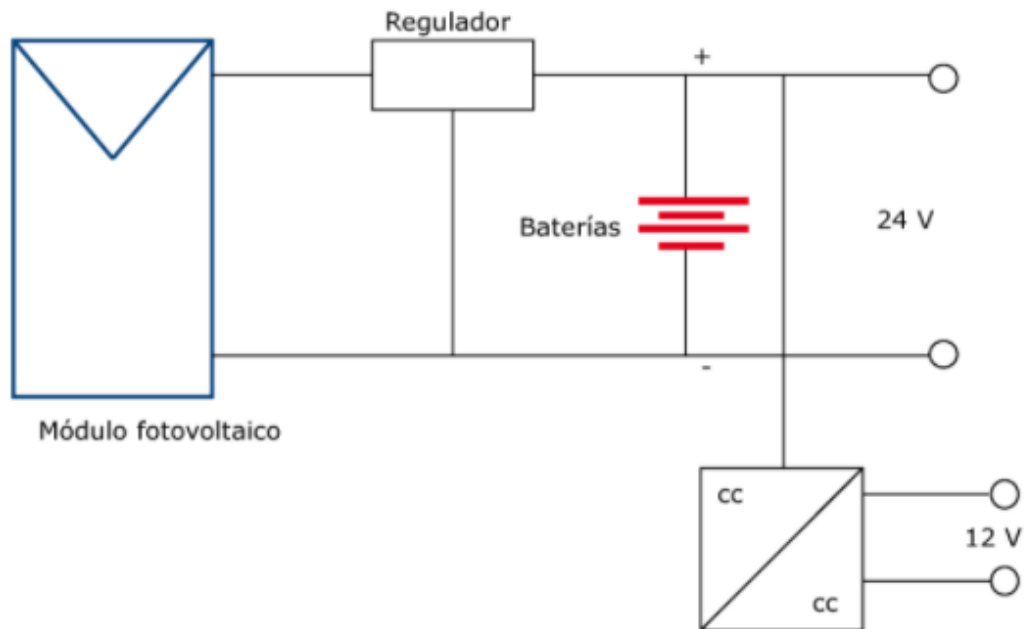 Regulador
+
Baterías
24 V
-
Módulo fotovoltaico
cc
12 V
cc